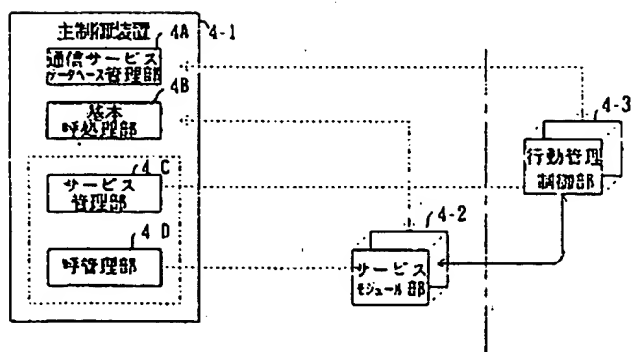 主制御装置
4-1
4A
通信サービス
データベース管理部
4B
基本
呼処理部
4C
サービス
管理部
4D
呼管理部
4-2
サービス
モジュール部
4-3
行動管理
制御部